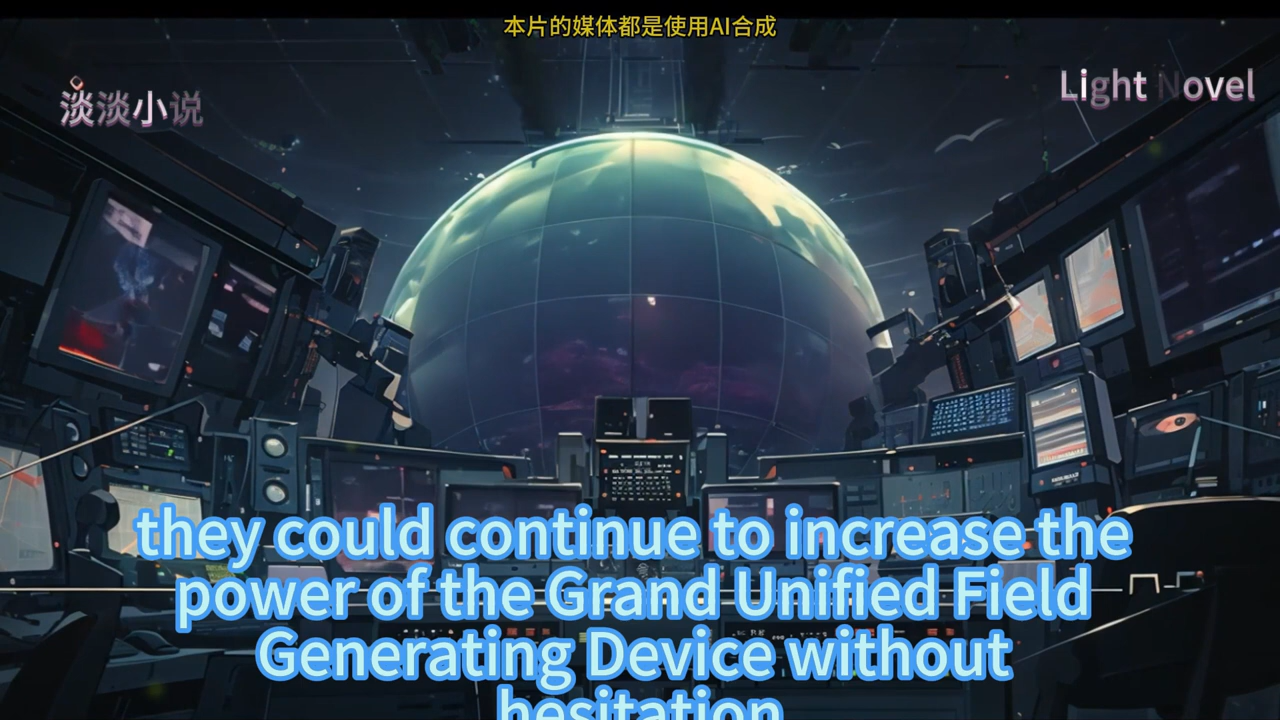 本片的媒体都是使用AI合成
淡淡小说
Light Novel
they could continue to increase the
power of the Grand Unified Field
Generating Device without
hesitation